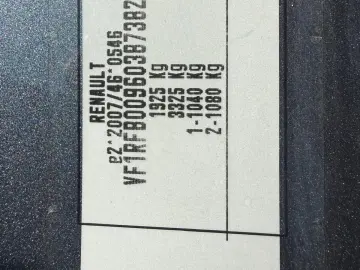 RENAULT
e2*2007/46*0546
VF1RFB00960387382
1925 Kg
3325 Kg
1-1040 Kg
2-1080 Kg